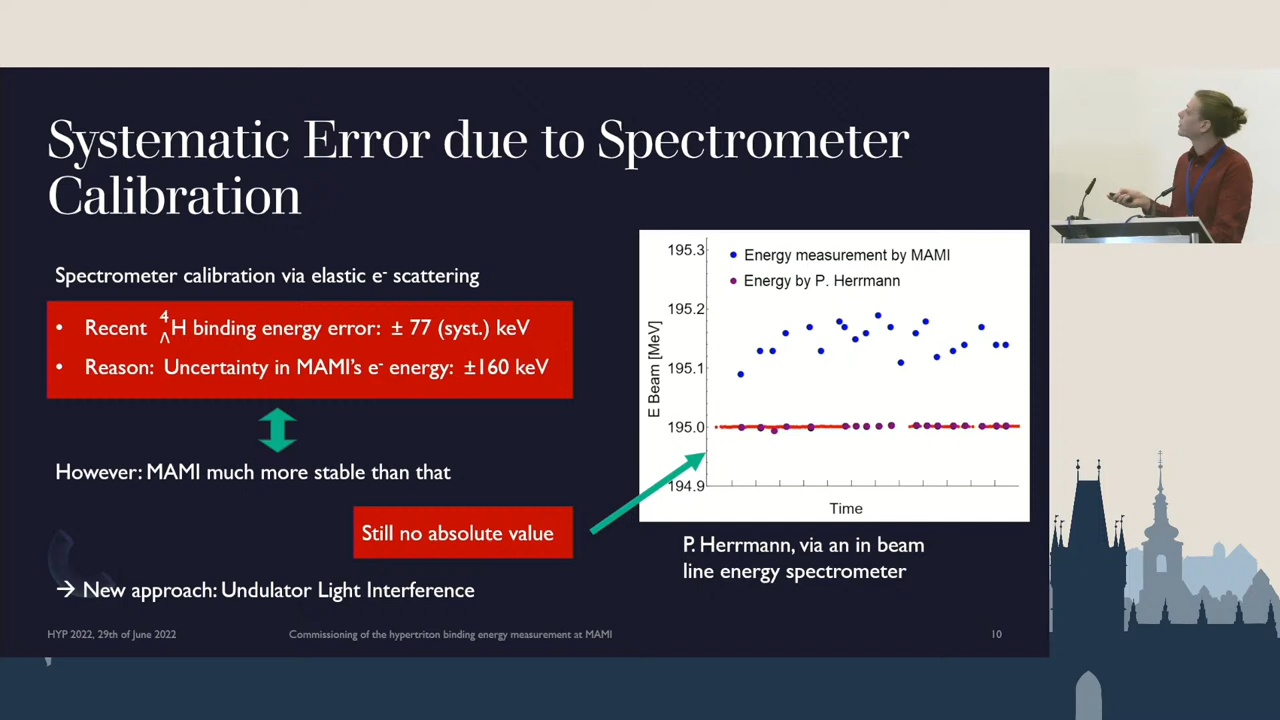 Systematic Error due to Spectrometer
Calibration
Spectrometer calibration via elastic e⁻ scattering
• Recent ⁴ΛH binding energy error: ± 77 (syst.) keV
• Reason: Uncertainty in MAMI's e⁻ energy: ±160 keV
However: MAMI much more stable than that
Still no absolute value
→ New approach: Undulator Light Interference
Energy measurement by MAMI
Energy by P. Herrmann
E Beam [MeV]
195.3
195.2
195.1
195.0
194.9
Time
P. Herrmann, via an in beam
line energy spectrometer
HYP 2022, 29th of June 2022
Commissioning of the hypertriton binding energy measurement at MAMI
10